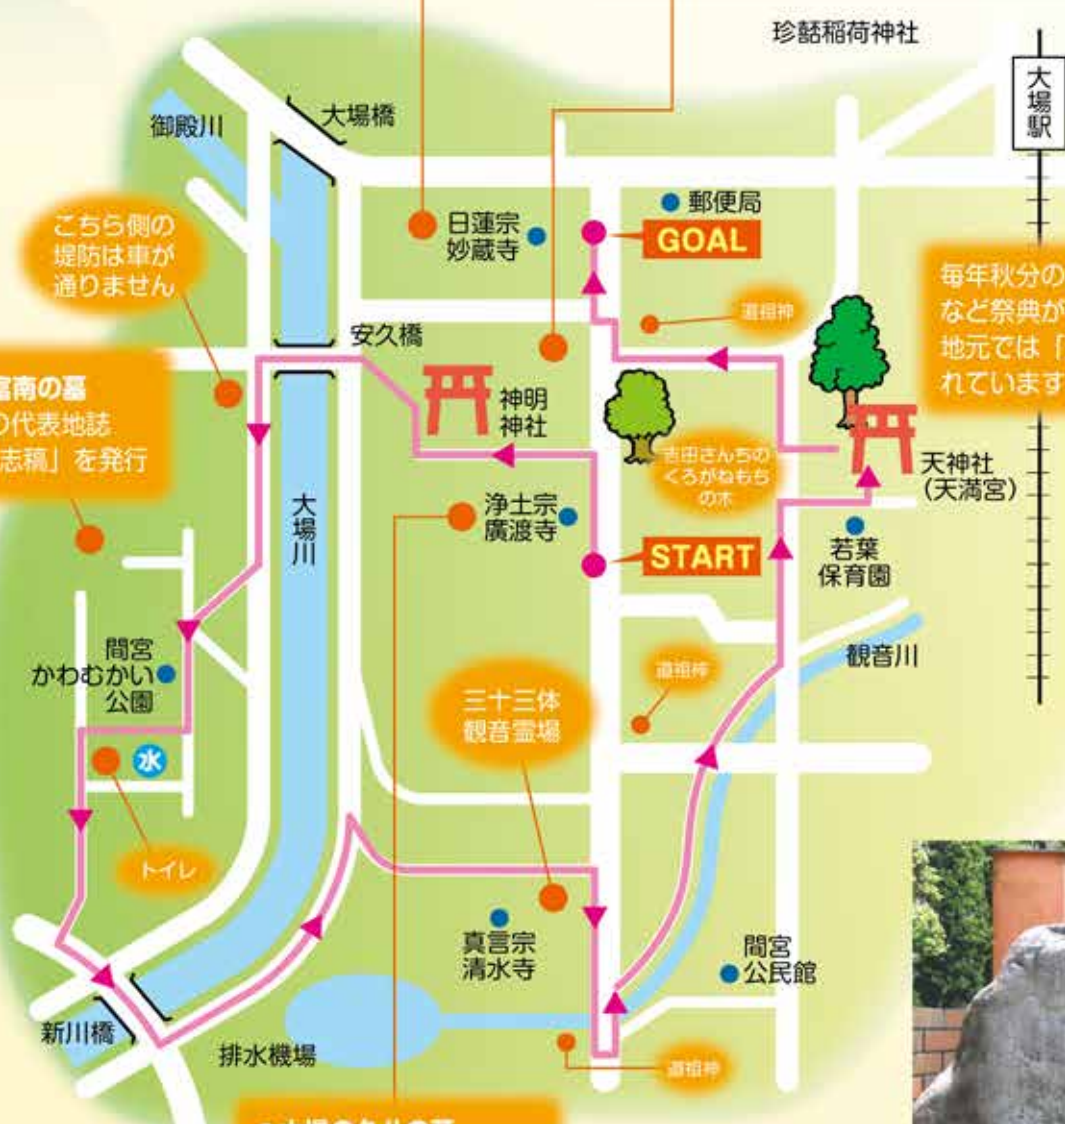 珍話稲荷神社
大場駅
大場橋
御殿川
こちら側の
堤防は車が
通りません
日蓮宗
妙蔵寺
郵便局
GOAL
道祖神
毎年秋分の
など祭典が
地元では「
れています
安久橋
富南の墓
の代表地誌
志稿」を発行
神明
神社
吉田さんちの
くろがねもち
の木
天神社
(天満宮)
大場川
浄土宗
廣渡寺
START
若葉
保育園
観音川
間宮
かわむかい
公園
道祖神
三十三体
観音霊場
水
トイレ
真言宗
清水寺
間宮
公民館
新川橋
排水機場
道祖神